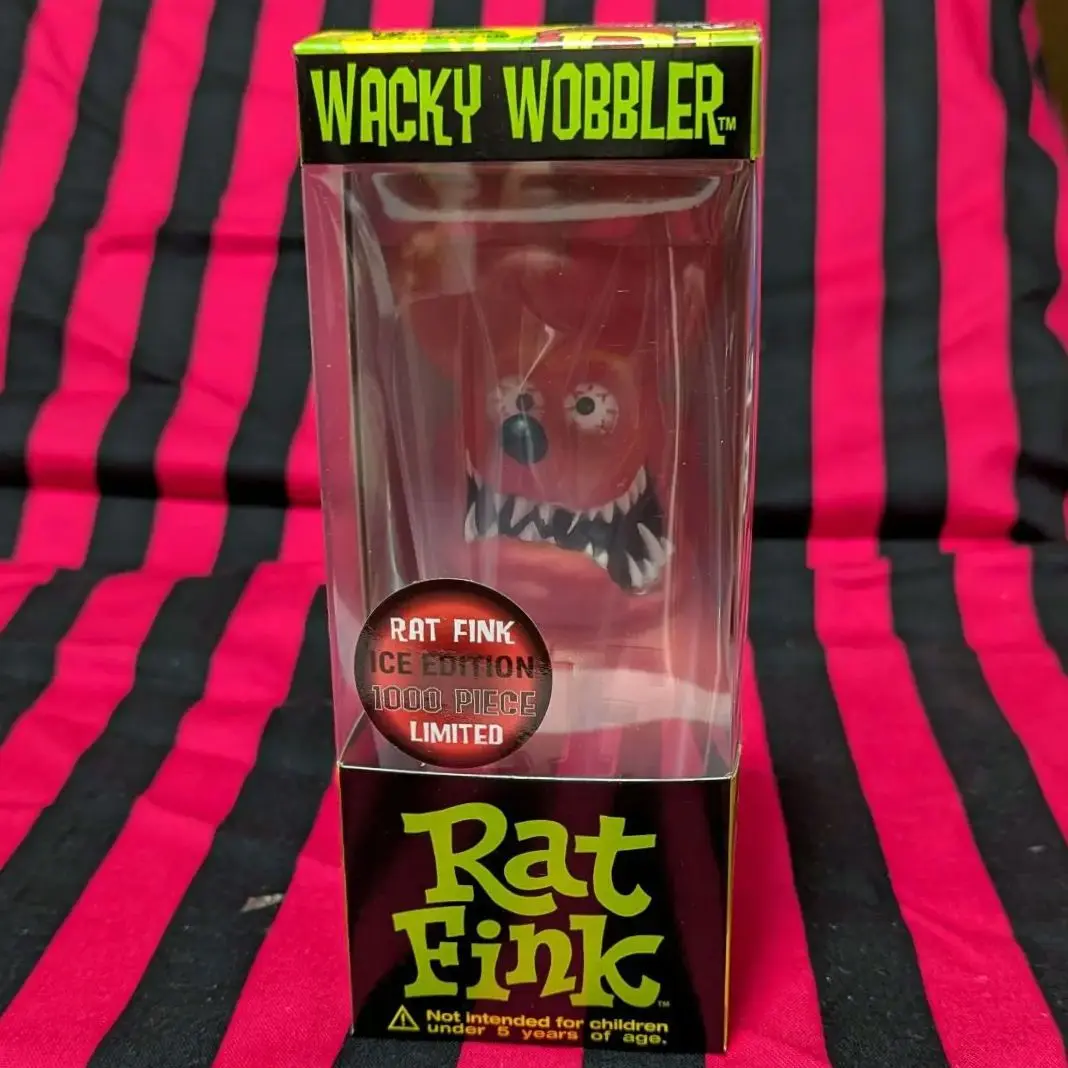 WACKY WOBBLER™
RAT FINK
ICE EDITION
1000 PIECE
LIMITED
Rat
Fink™
⚠ Not intended for children
under 5 years of age.